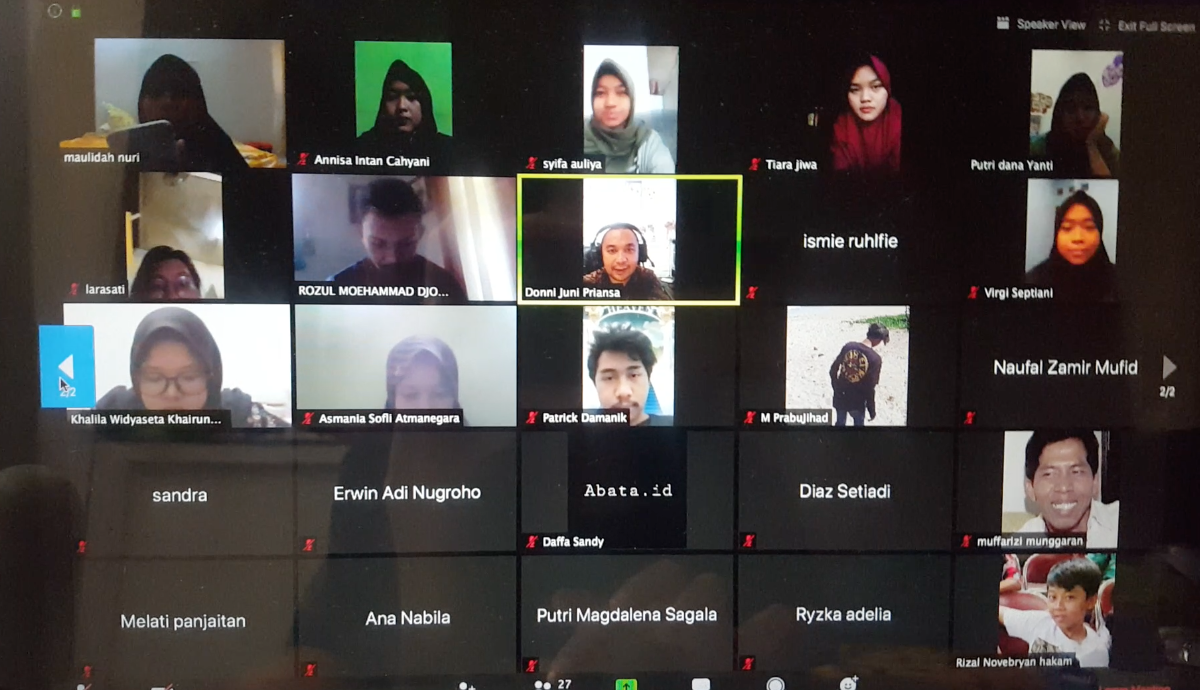 Speaker View
Exit Full Screen
maulidah nuri
Annisa Intan Cahyani
syifa auliya
Tiara Jiwa
Putri dana Yanti
larasati
ROZUL MOEHAMMAD DJO...
Donni Juni Priansa
ismie ruhlfie
Virgi Septiani
2/2
Khalila Widyaseta Khairun...
Asmania Sofli Atmanegara
Patrick Damanik
M PrabuJihad
Naufal Zamir Mufid
2/2
sandra
Erwin Adi Nugroho
Abata.id
Daffa Sandy
Diaz Setiadi
muffarizi munggaran
Melati panjaitan
Ana Nabila
Putri Magdalena Sagala
Ryzka adelia
Rizal Novebryan hakam
27